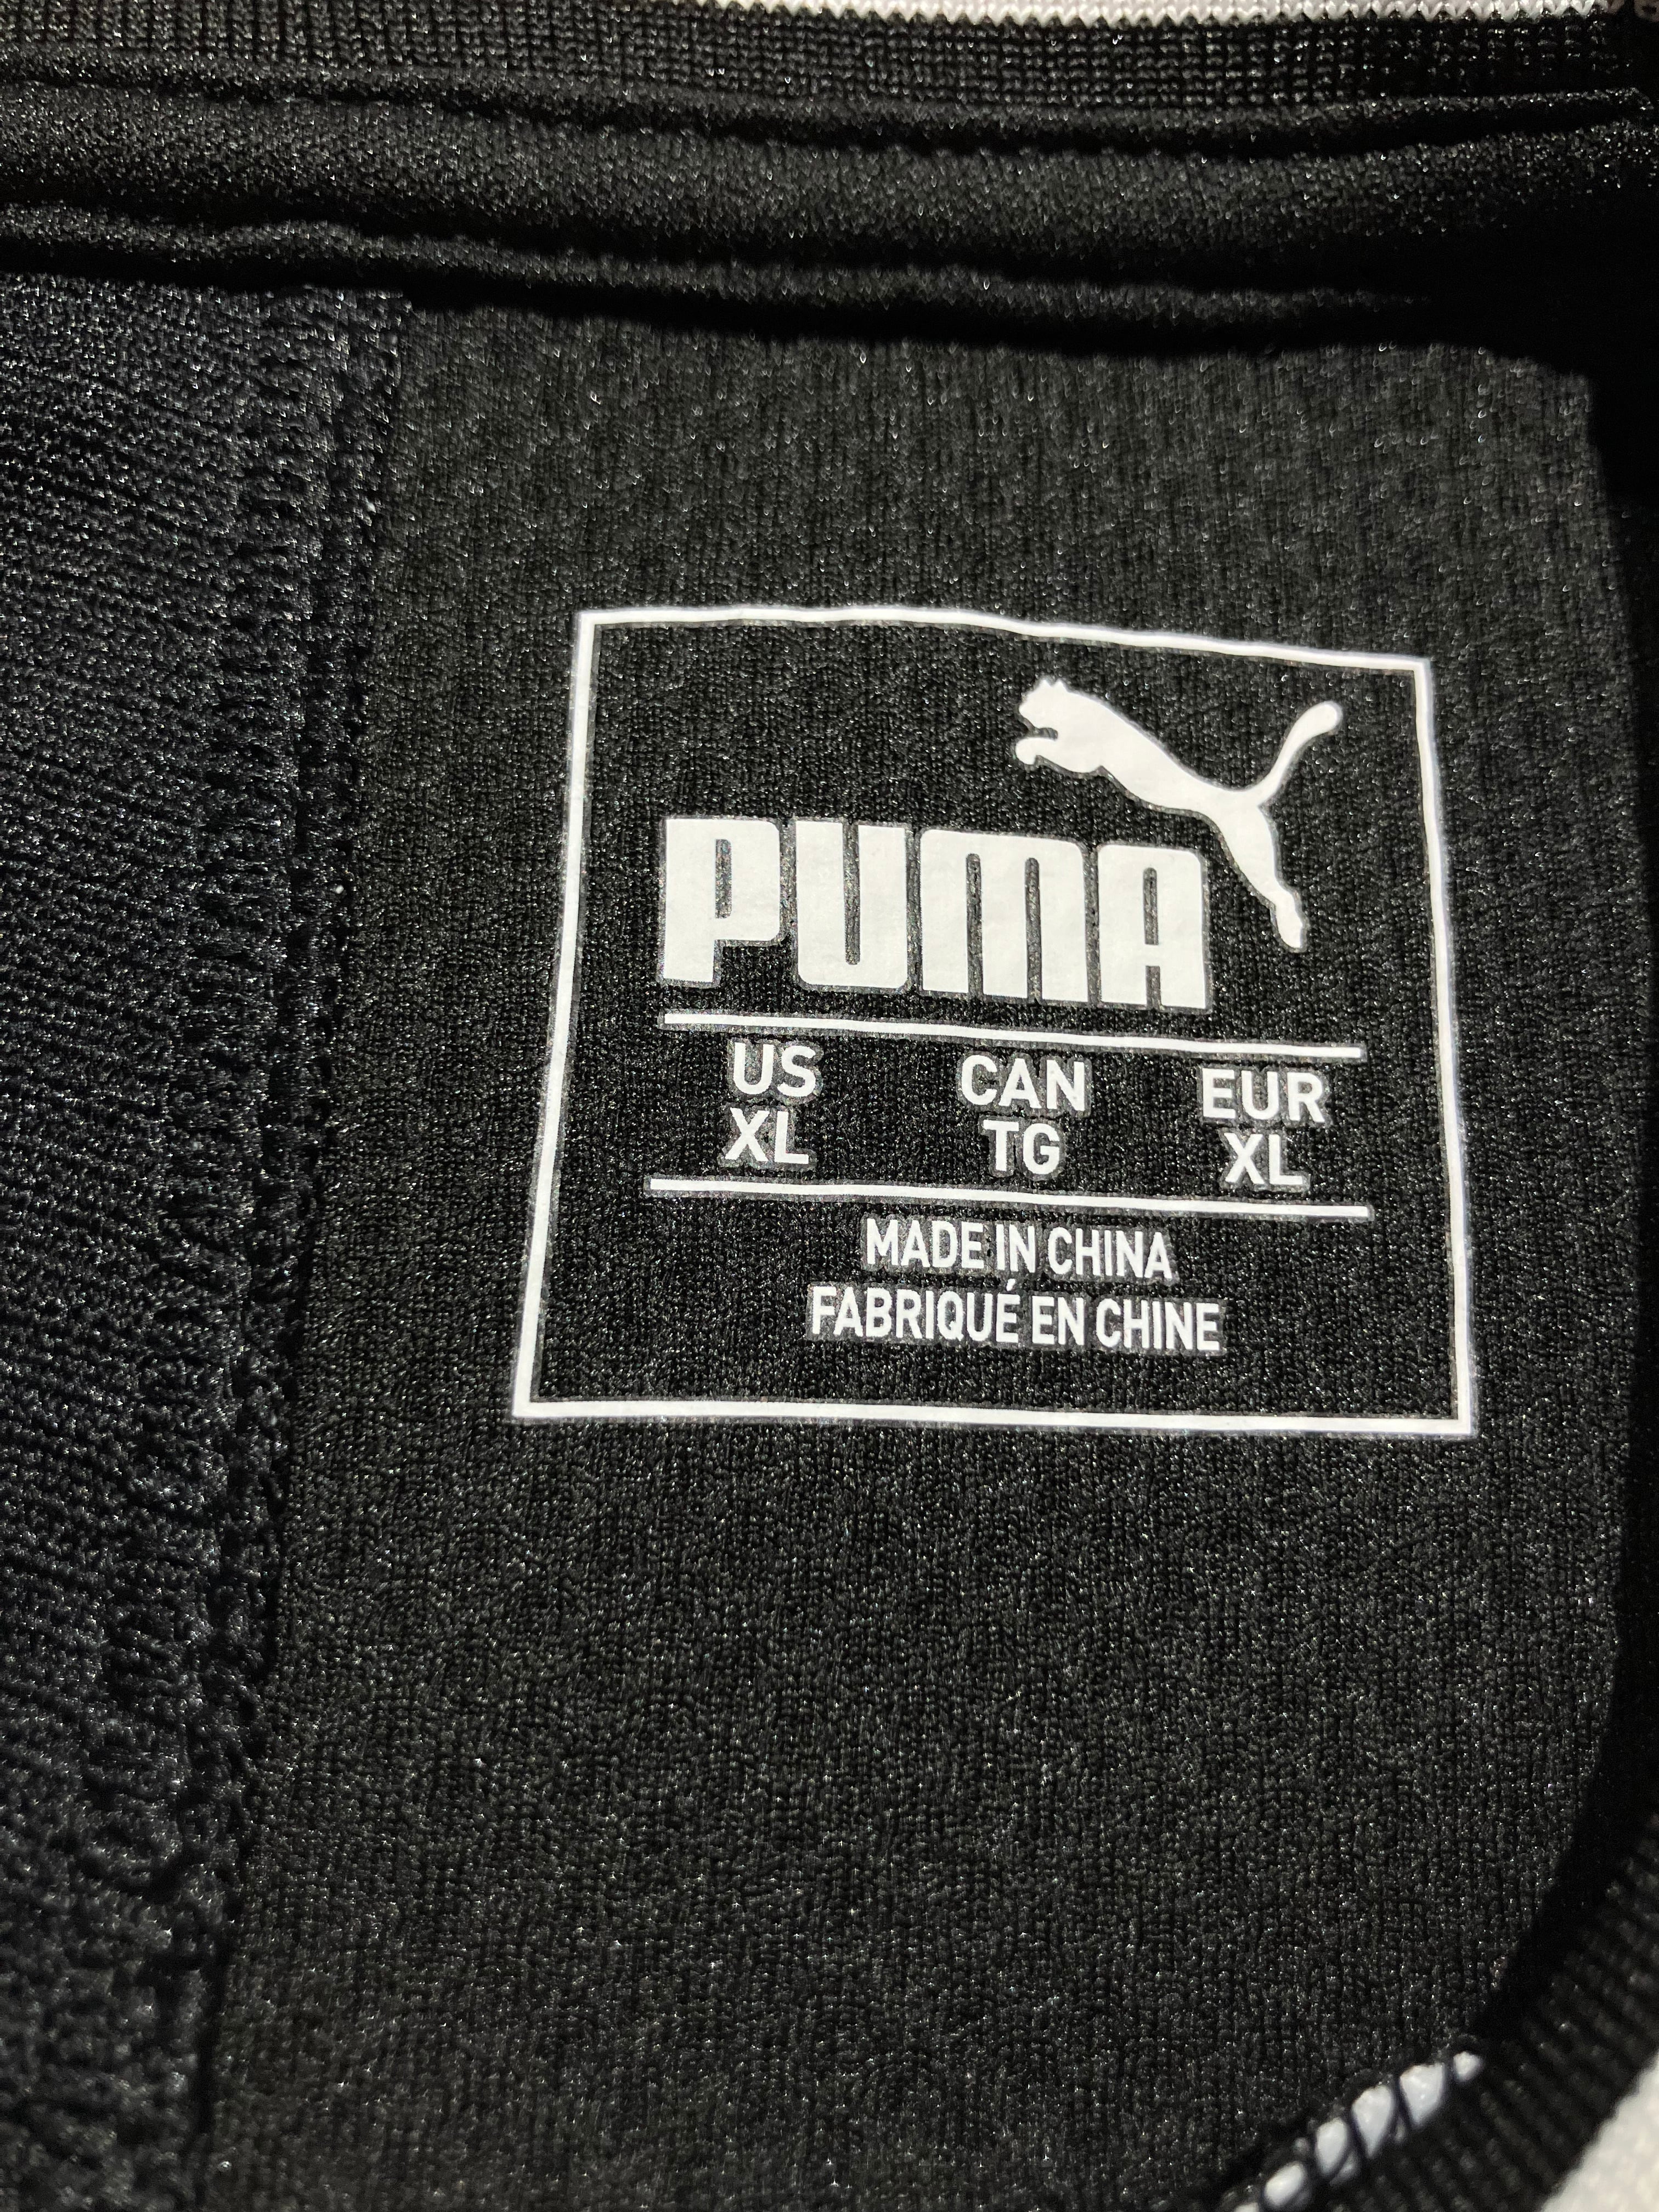 PUMA
US CAN EUR
XL TG XL
MADE IN CHINA
FABRIQUÉ EN CHINE